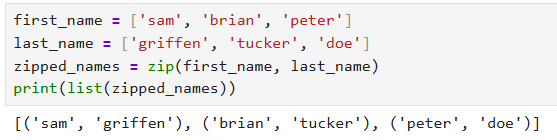 first_name = ['sam', 'brian', 'peter']
last_name = ['griffen', 'tucker', 'doe']
zipped_names = zip(first_name, last_name)
print(list(zipped_names))
[('sam', 'griffen'), ('brian', 'tucker'), ('peter', 'doe')]